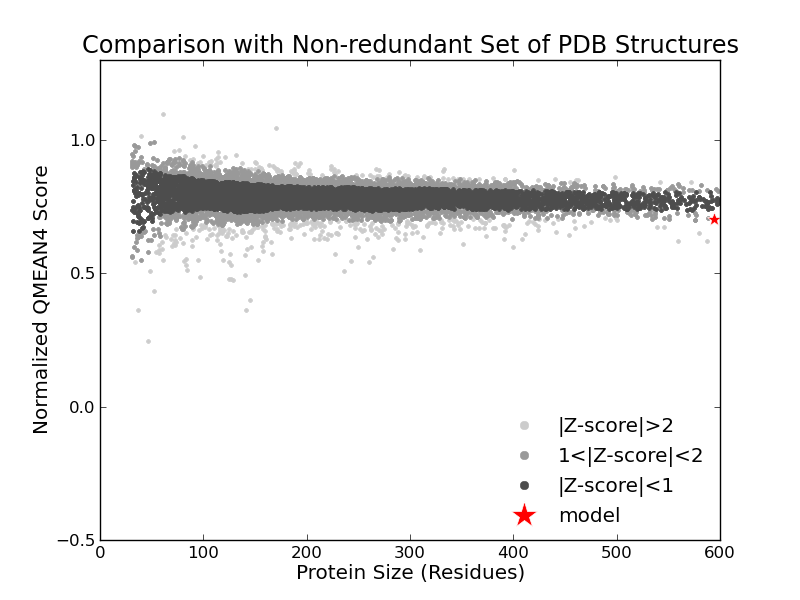 Comparison with Non-redundant Set of PDB Structures
Normalized QMEAN4 Score
1.0
0.5
0.0
−0.5
|Z-score|>2
1<|Z-score|<2
|Z-score|<1
model
0 100 200 300 400 500 600
Protein Size (Residues)